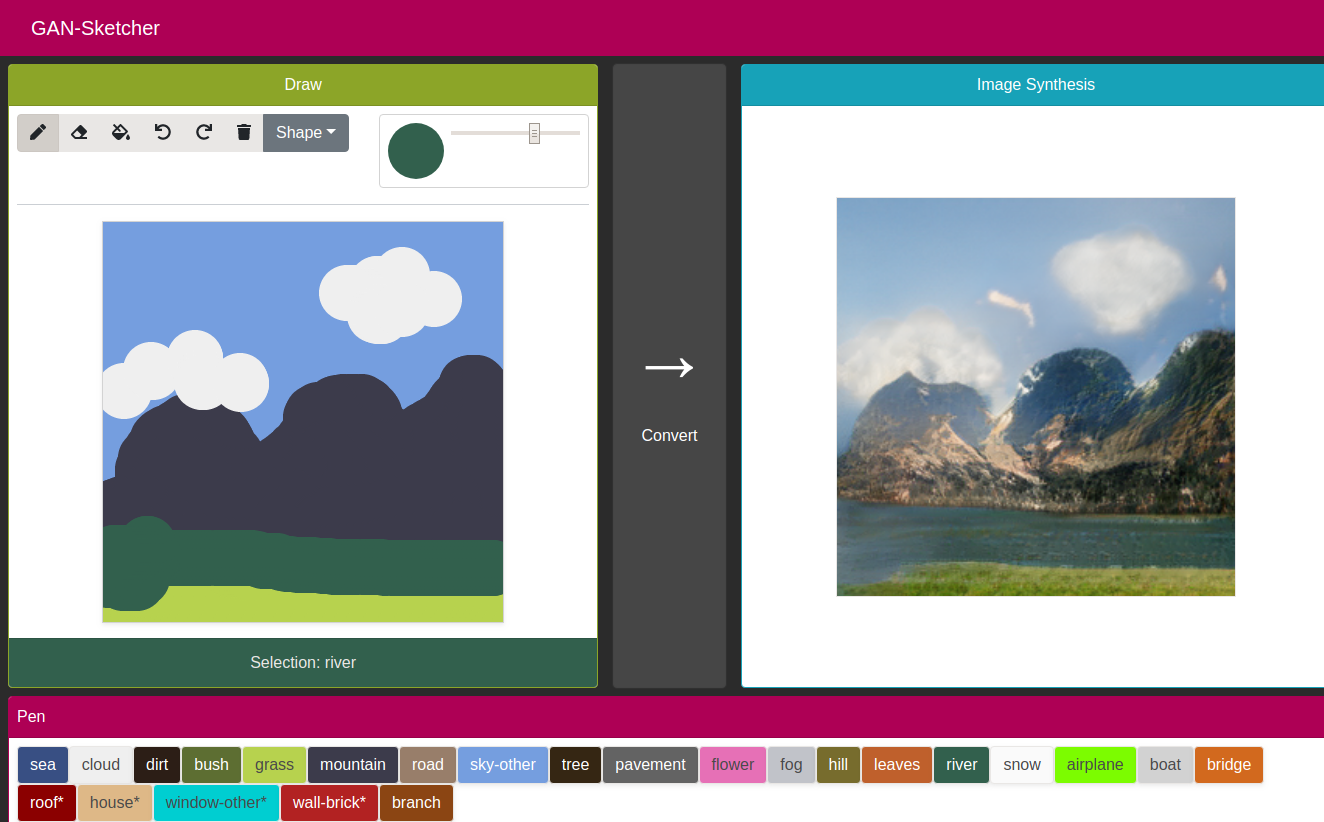 GAN-Sketcher
Draw
Image Synthesis
Shape
Convert
Selection: river
Pen
sea cloud dirt bush grass mountain road sky-other tree pavement flower fog hill leaves river snow airplane boat bridge
roof* house* window-other* wall-brick* branch